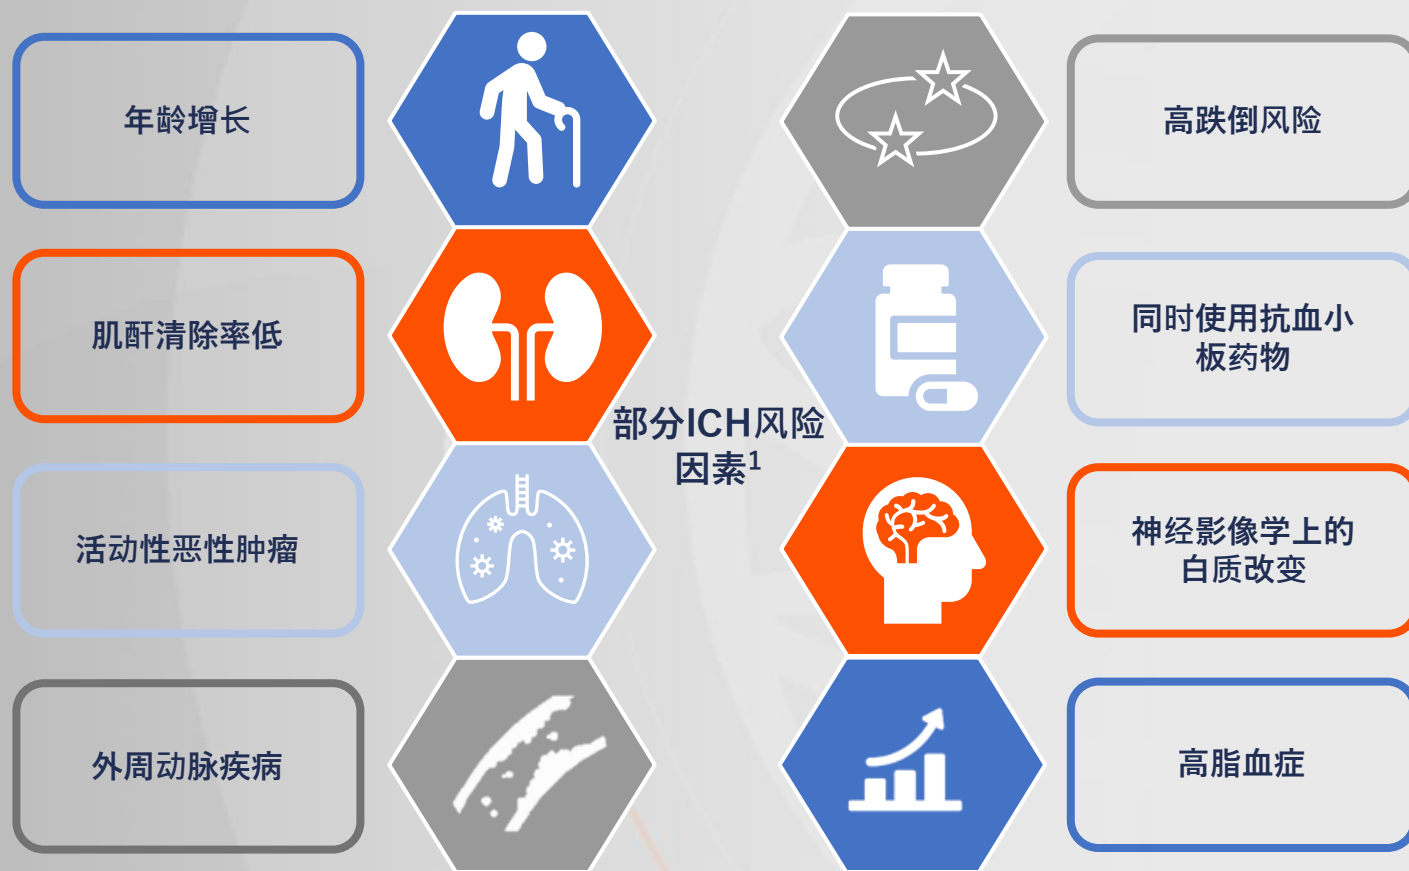 年龄增长
肌酐清除率低
活动性恶性肿瘤
外周动脉疾病
部分ICH风险
因素¹
高跌倒风险
同时使用抗血小
板药物
神经影像学上的
白质改变
高脂血症